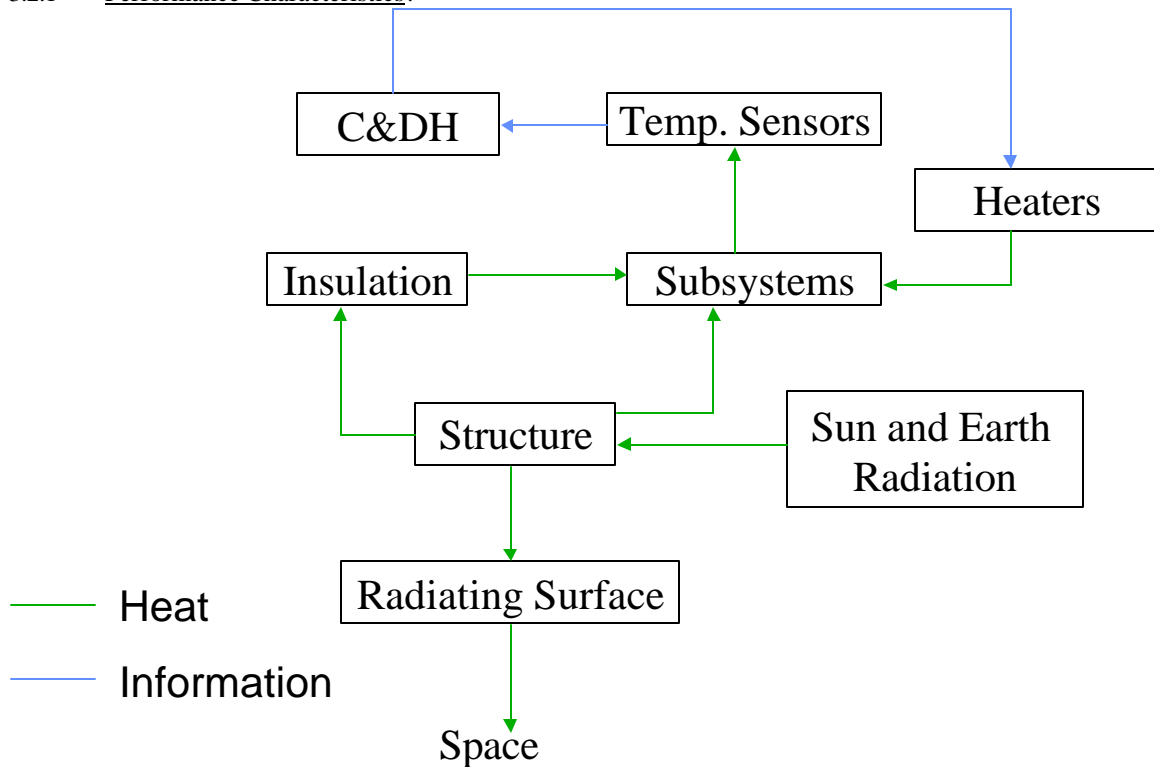 C&DH
Temp. Sensors
Heaters
Insulation
Subsystems
Structure
Sun and Earth
Radiation
Radiating Surface
Heat
Information
Space